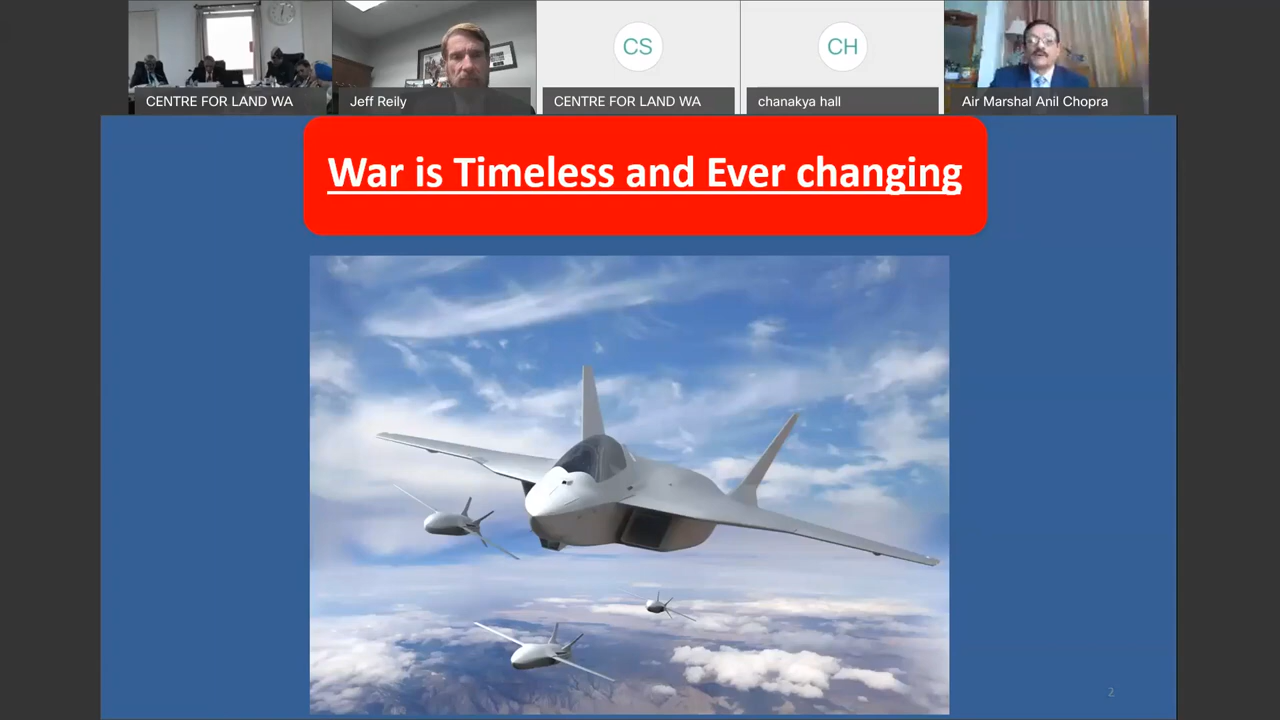 CENTRE FOR LAND WA
Jeff Reily
CS
CENTRE FOR LAND WA
CH
chanakya hall
Air Marshal Anil Chopra
War is Timeless and Ever changing
2